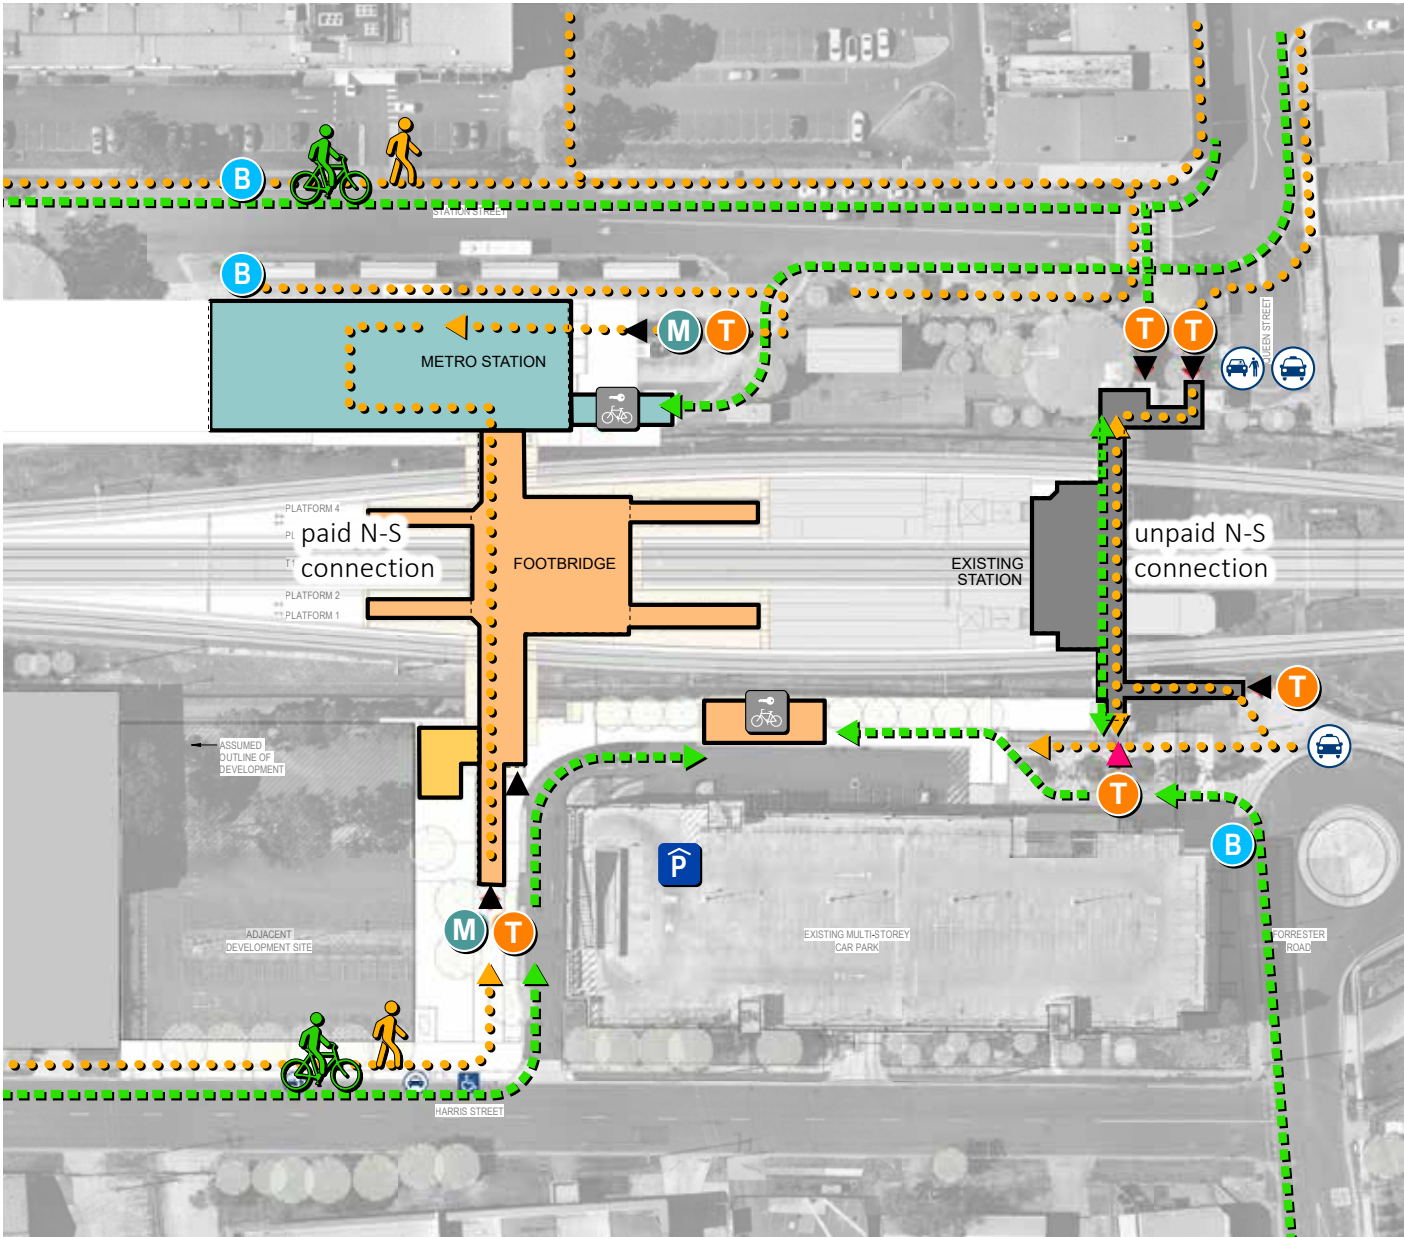 B
STATION STREET
B
M
T
T
T
QUEEN STREET
METRO STATION
PLATFORM 4
paid N-S
connection
PLATFORM 2
PLATFORM 1
FOOTBRIDGE
EXISTING
STATION
unpaid N-S
connection
T
ASSUMED
OUTLINE OF
DEVELOPMENT
T
B
P
M
T
ADJACENT
DEVELOPMENT SITE
EXISTING MULTI-STOREY
CAR PARK
FORRESTER
ROAD
HARRIS STREET